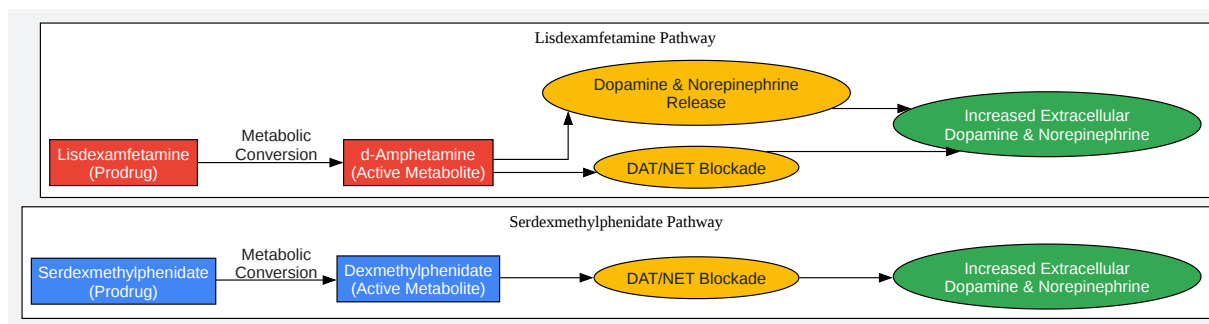 Lisdexamfetamine Pathway
Dopamine & Norepinephrine
Release
Increased Extracellular
Dopamine & Norepinephrine
Metabolic
Conversion
Lisdexamfetamine
(Prodrug)
d-Amphetamine
(Active Metabolite)
DAT/NET Blockade
Serdexmethylphenidate Pathway
Serdexmethylphenidate
(Prodrug)
Metabolic
Conversion
Dexmethylphenidate
(Active Metabolite)
DAT/NET Blockade
Increased Extracellular
Dopamine & Norepinephrine